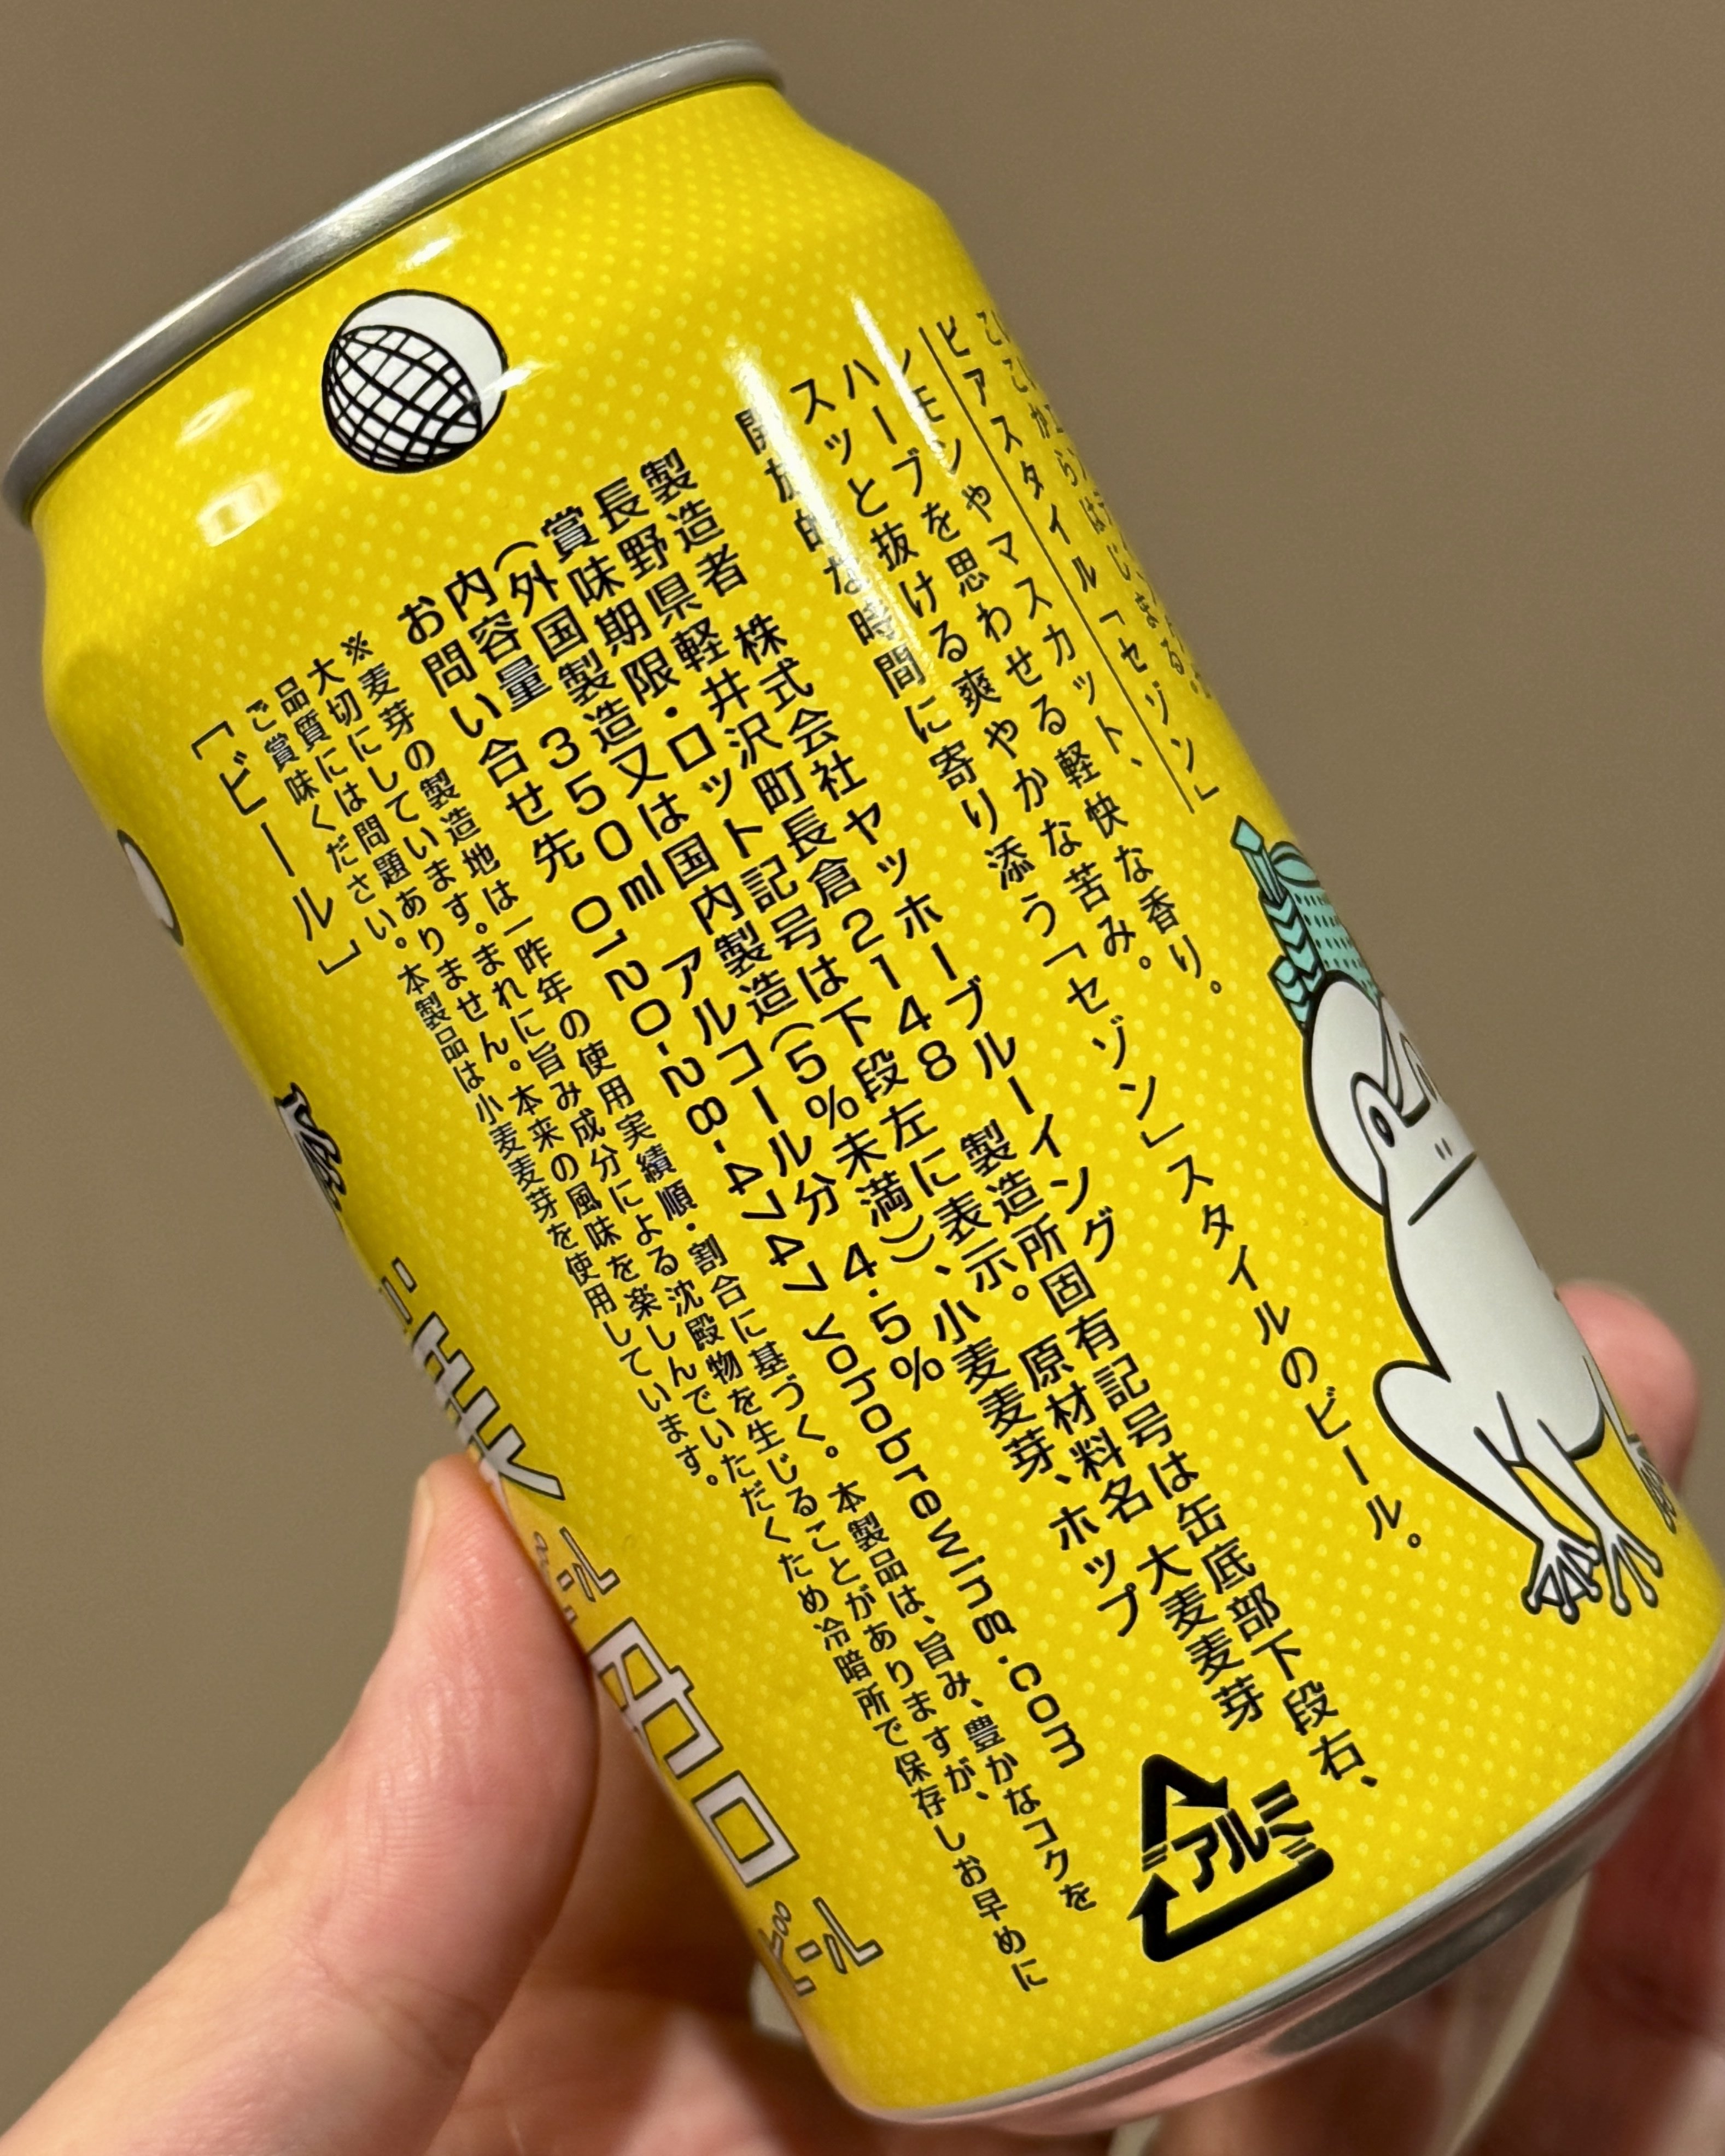 ビアスタイル「セゾン」
レモンやマスカット、軽快な香り。
ハーブを思わせる爽やかな苦み。
スッと抜ける
開放的な時間に寄り添う「セゾン」スタイルのビール。
製造者 株式会社ヤッホーブルーイング
長野県軽井沢町長倉2148 製造所固有記号は缶底部下段右、
賞味期限・ロット記号は下段左に表示。 原材料名 大麦麦芽
(外国製造又は国内製造(5%未満))、小麦麦芽、ホップ
内容量 350ml アルコール分 4.5%
お問い合せ先 0120-28-4747 yohobrewing.com
※麦芽の製造地は一昨年の使用実績順・割合に基づく。本製品は、旨み、豊かなコクを
大切にしています。まれに旨み成分による沈殿物を生じることがありますが、
品質には問題ありません。本来の風味を楽しんでいただくため冷暗所で保存しお早めに
ご賞味ください。本製品は小麦麦芽を使用しています。
「ビール」
アルミ
ビール
ビール